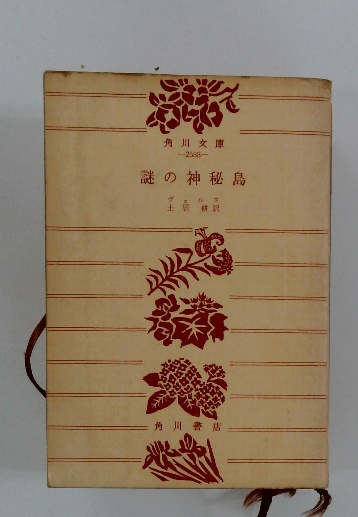 角川文庫
—2588—
謎の神秘島
ヴェルヌ
土居 耕訳
角川書店